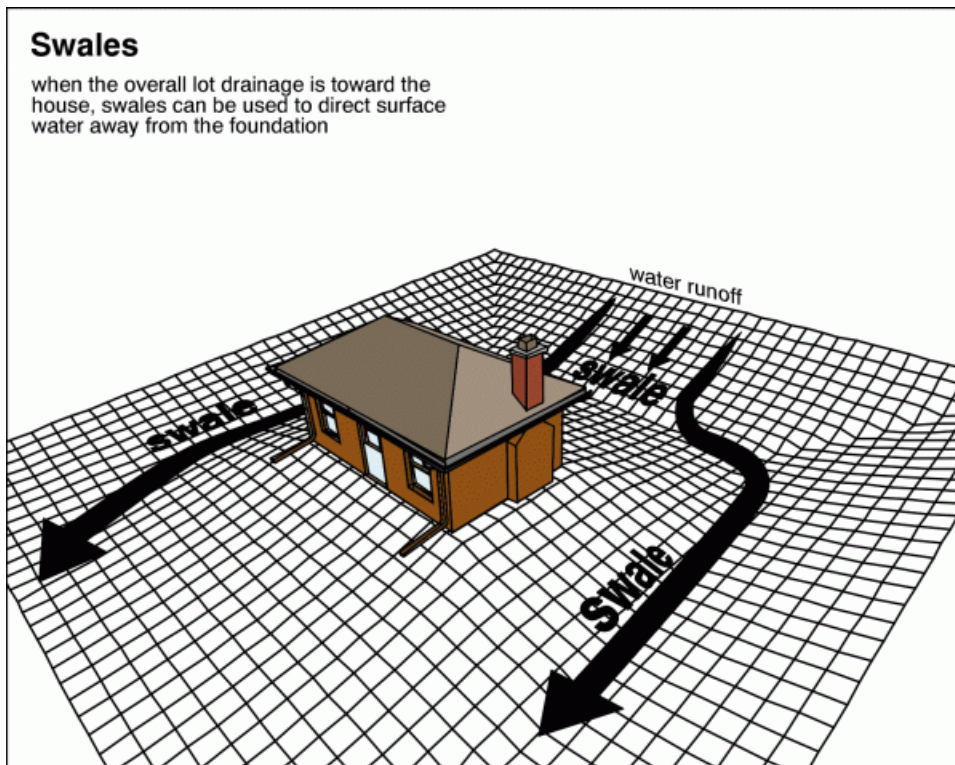 Swales
when the overall lot drainage is toward the
house, swales can be used to direct surface
water away from the foundation
water runoff
swale
swale
Swale